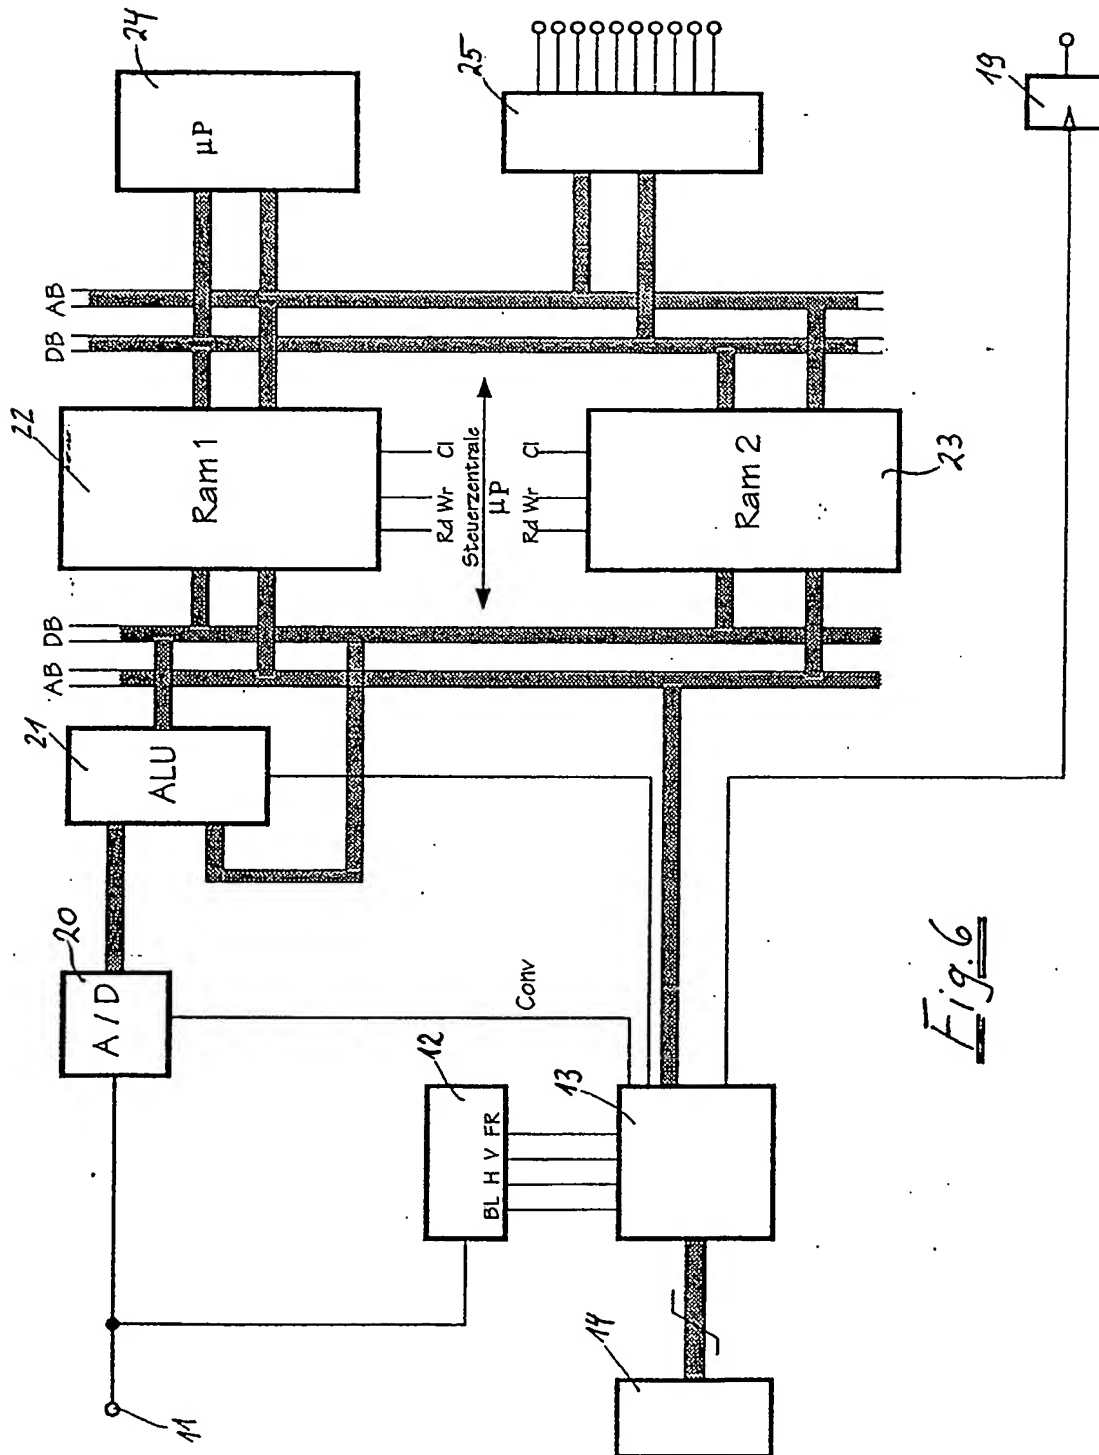 24
µP
25
19
AB
DB
22
Ram 1
Rd Wr Cl
Steuerzentrale
µP
Rd Wr Cl
Ram 2
23
DB
AB
21
ALU
20
A/D
Conv
12
BL H V FR
13
14
11
Fig. 6